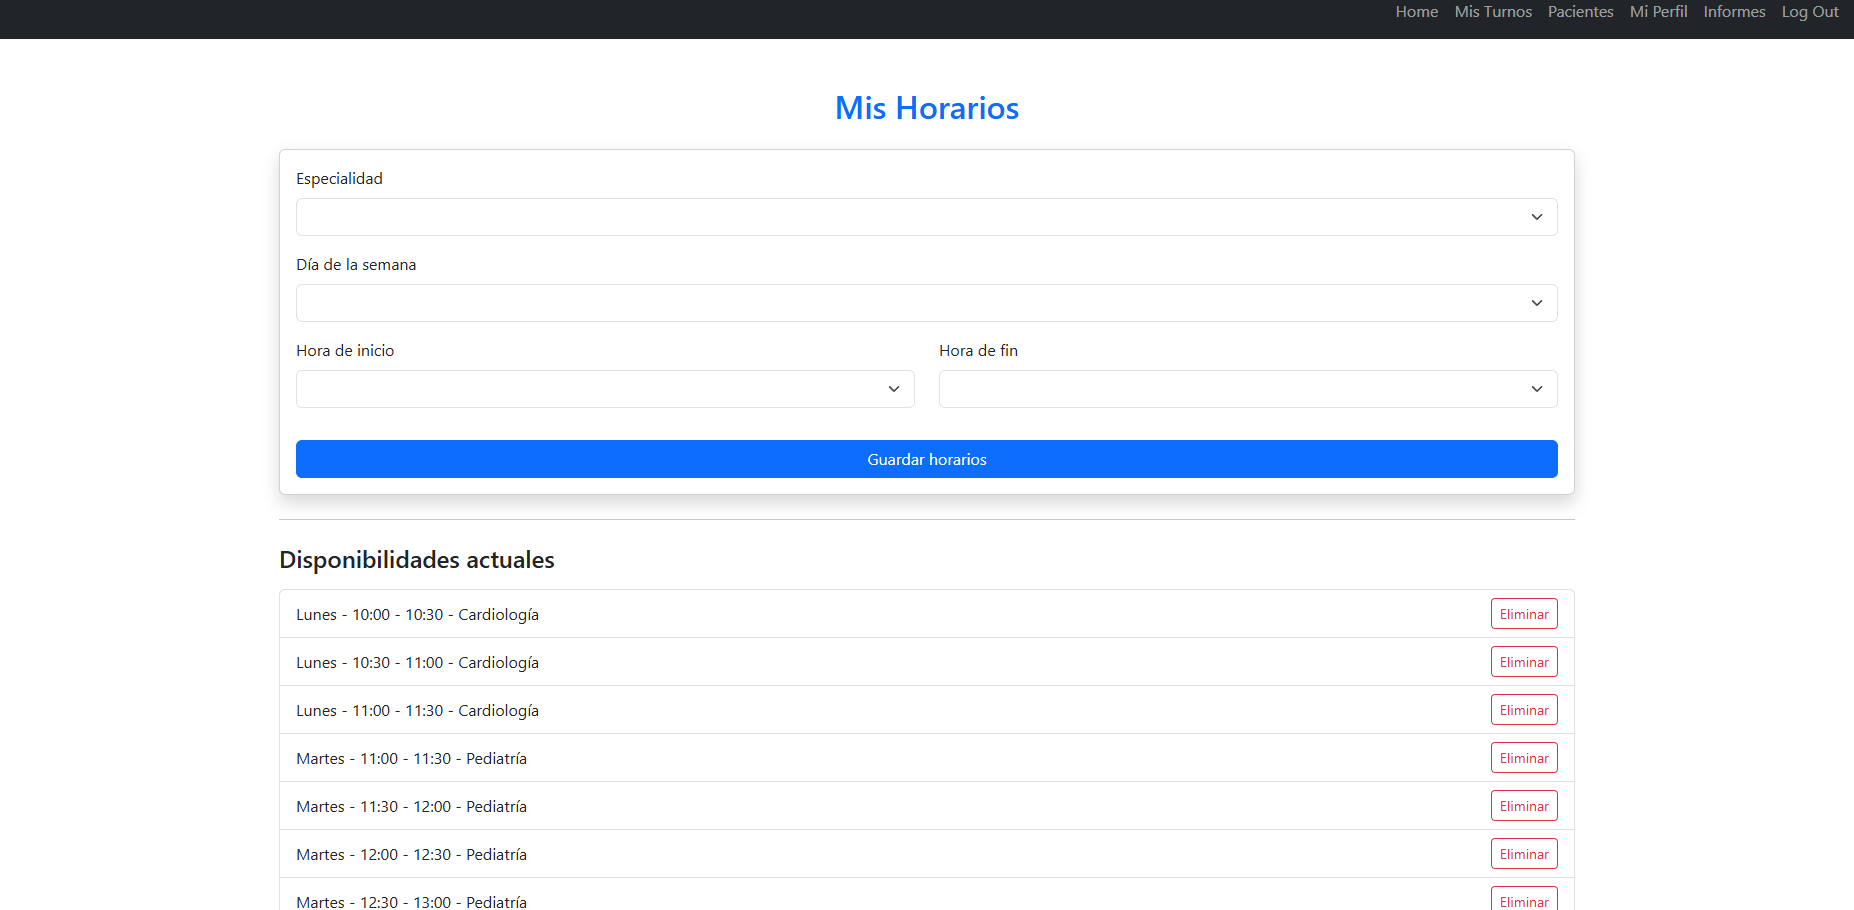 Home Mis Turnos Pacientes Mi Perfil Informes Log Out
Mis Horarios
Especialidad
Día de la semana
Hora de inicio Hora de fin
Guardar horarios
Disponibilidades actuales
Lunes - 10:00 - 10:30 - Cardiología Eliminar
Lunes - 10:30 - 11:00 - Cardiología Eliminar
Lunes - 11:00 - 11:30 - Cardiología Eliminar
Martes - 11:00 - 11:30 - Pediatría Eliminar
Martes - 11:30 - 12:00 - Pediatría Eliminar
Martes - 12:00 - 12:30 - Pediatría Eliminar
Martes - 12:30 - 13:00 - Pediatría Eliminar